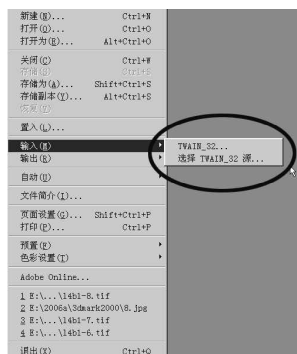 新建(N)... Ctrl+N
打开(O)... Ctrl+O
打开为(R)... Alt+Ctrl+O
关闭(C) Ctrl+W
存储(S) Ctrl+S
存储为(A)... Shift+Ctrl+S
存储副本(Y)... Alt+Ctrl+S
恢复(V)
置入(L)...
输入(M)
TWAIN_32...
输出(R)
选择 TWAIN_32 源...
自动(U)
文件简介(I)...
页面设置(G)... Shift+Ctrl+P
打印(P)... Ctrl+P
预置(F)
色彩设置(T)
Adobe Online...
1 E:\...\14b1-8.tif
2 E:\2006a\3dmark2000\8.jpg
3 E:\...\14b1-7.tif
4 E:\...\14b1-6.tif
退出(X) Ctrl+Q